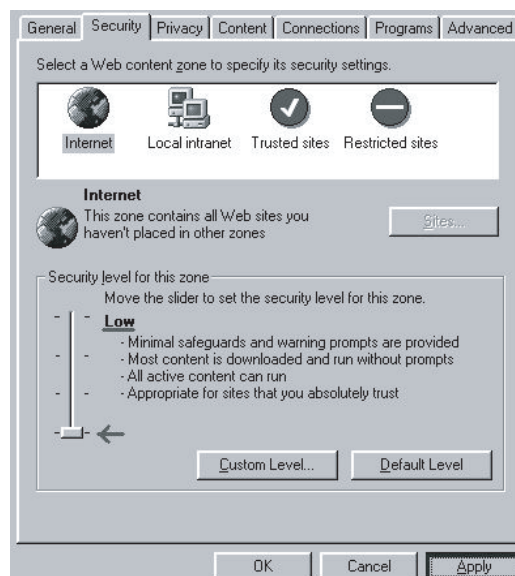 General Security Privacy Content Connections Programs Advanced
Select a Web content zone to specify its security settings.
Internet Local intranet Trusted sites Restricted sites
Internet
This zone contains all Web sites you
haven't placed in other zones
Sites...
Security level for this zone
Move the slider to set the security level for this zone.
Low
- Minimal safeguards and warning prompts are provided
- Most content is downloaded and run without prompts
- All active content can run
- Appropriate for sites that you absolutely trust
Custom Level... Default Level
OK Cancel Apply